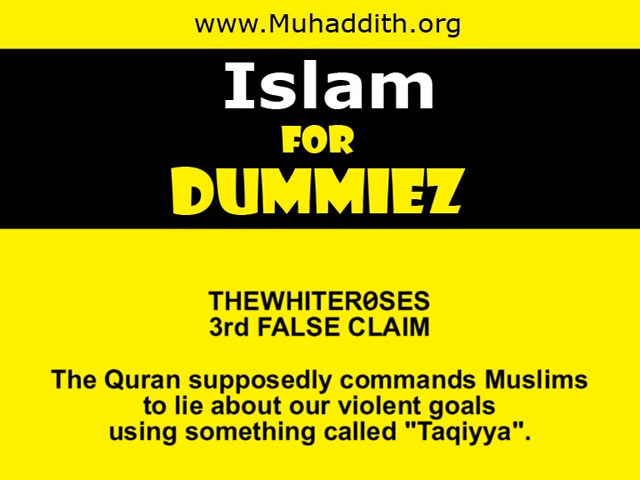 www.Muhaddith.org
Islam
FOR
DUMMIEZ
THEWHITER0SES
3rd FALSE CLAIM
The Quran supposedly commands Muslims
to lie about our violent goals
using something called "Taqiyya".